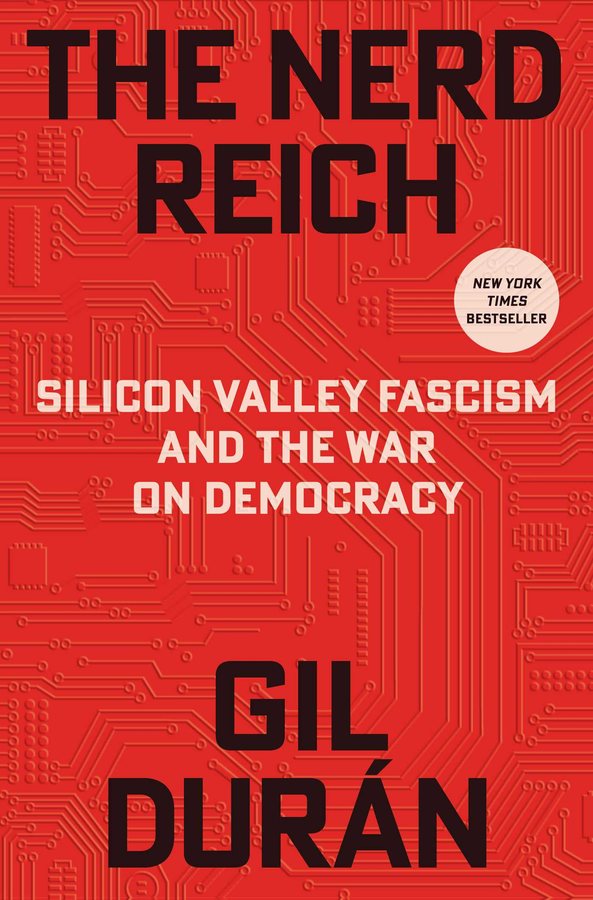 THE NERD
REICH
NEW YORK
TIMES
BESTSELLER
SILICON VALLEY FASCISM
AND THE WAR
ON DEMOCRACY
GIL
DURÁN